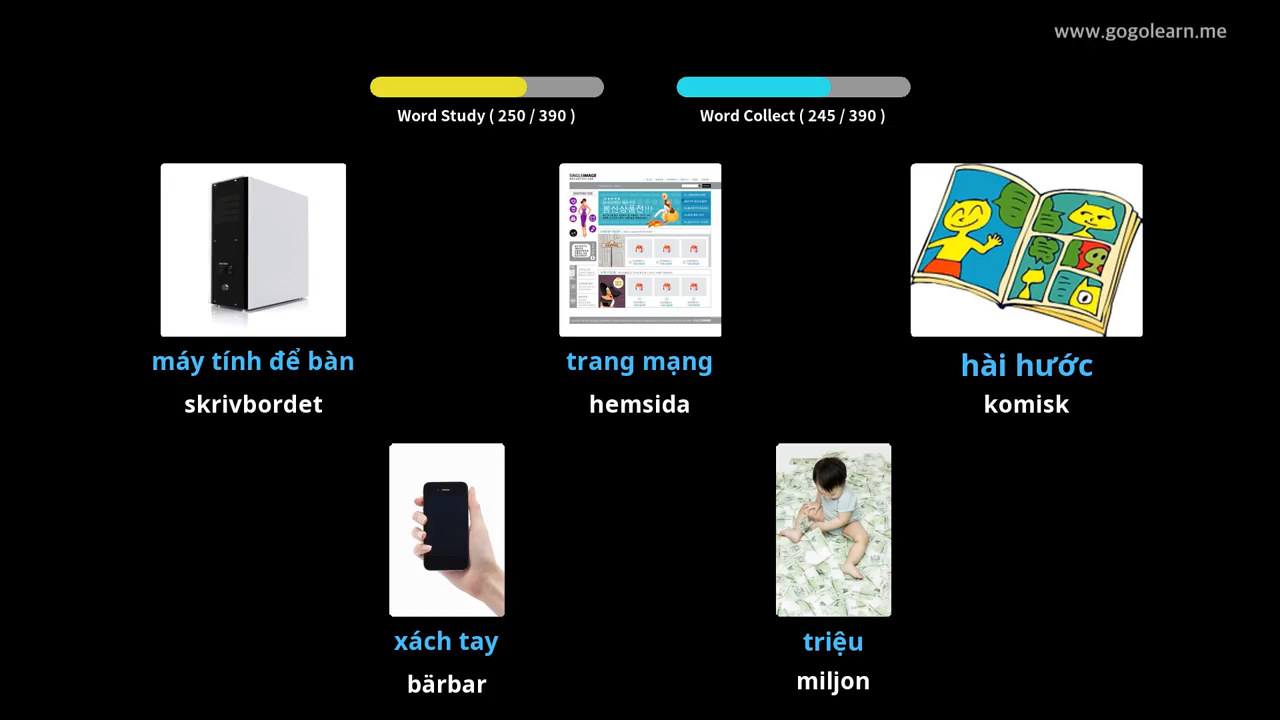 www.gogolearn.me
Word Study ( 250 / 390 )
Word Collect ( 245 / 390 )
máy tính để bàn
skrivbordet
trang mạng
hemsida
hài hước
komisk
xách tay
bärbar
triệu
miljon